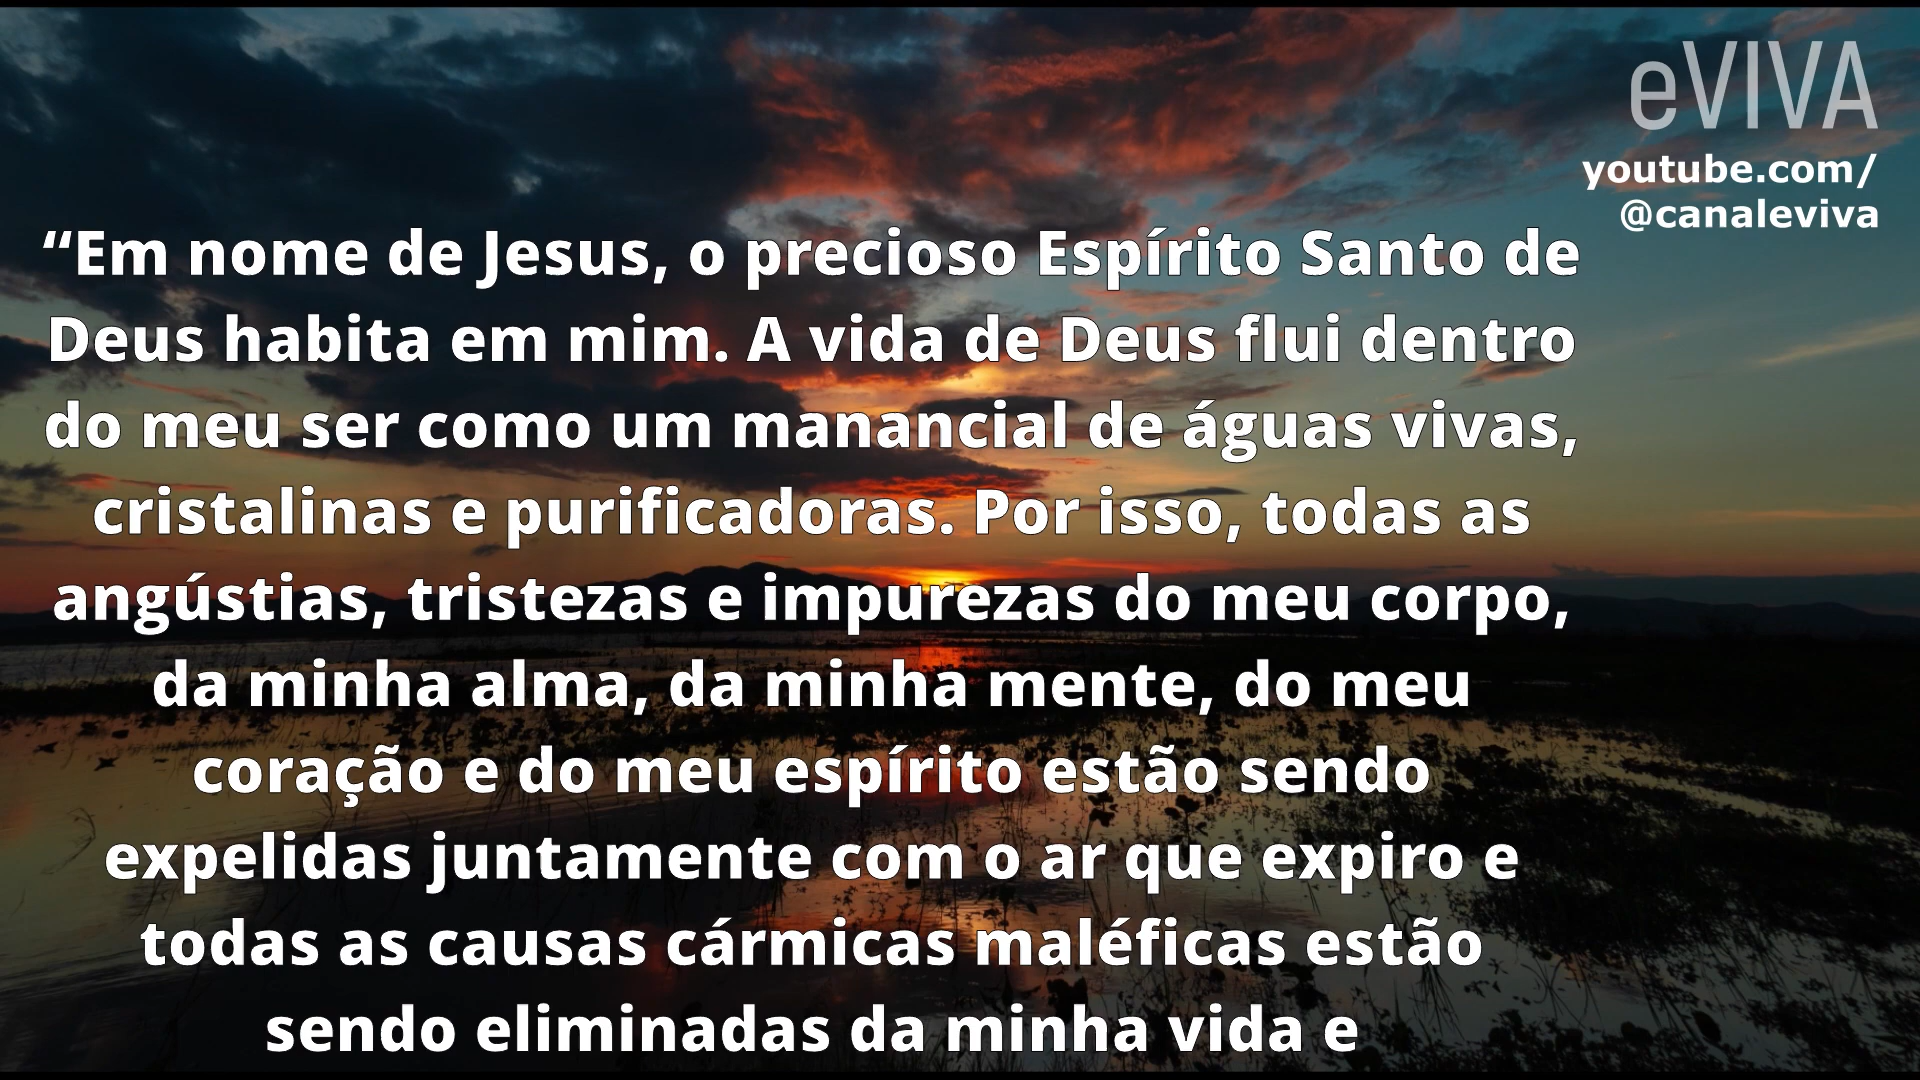 eVIVA
youtube.com/
@canaleviva
“Em nome de Jesus, o precioso Espírito Santo de
Deus habita em mim. A vida de Deus flui dentro
do meu ser como um manancial de águas vivas,
cristalinas e purificadoras. Por isso, todas as
angústias, tristezas e impurezas do meu corpo,
da minha alma, da minha mente, do meu
coração e do meu espírito estão sendo
expelidas juntamente com o ar que expiro e
todas as causas cármicas maléficas estão
sendo eliminadas da minha vida e